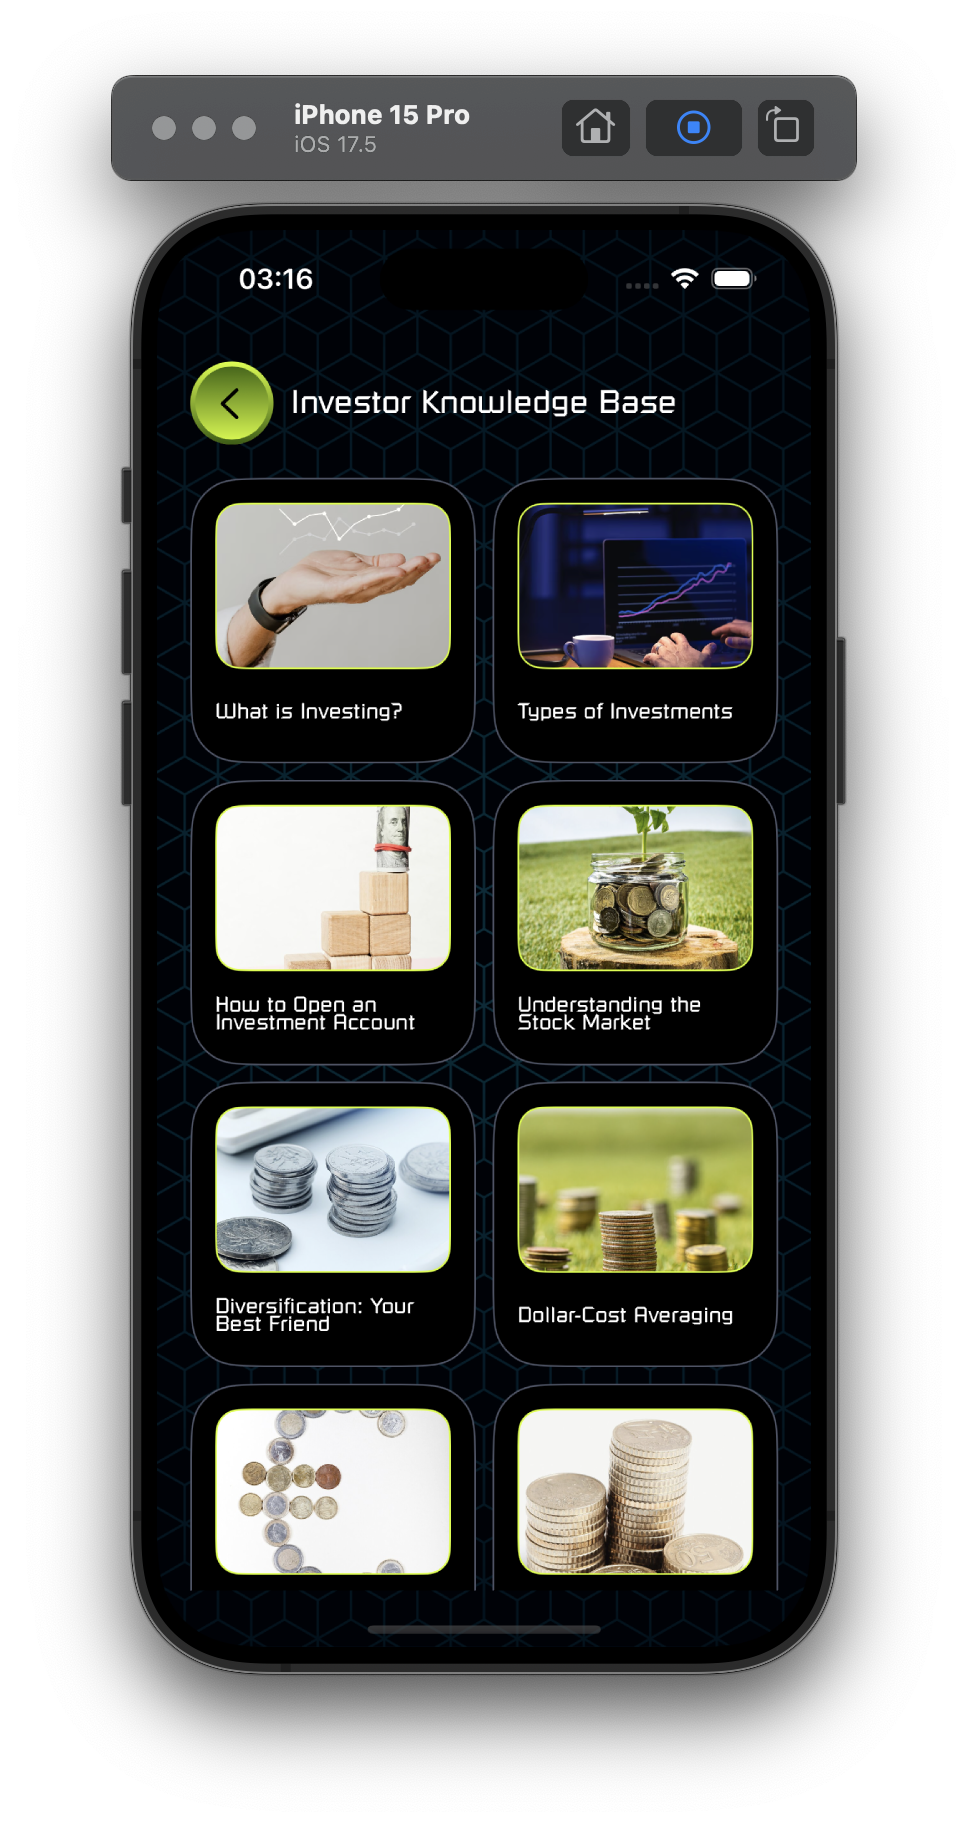 iPhone 15 Pro
iOS 17.5
03:16
Investor Knowledge Base
What is Investing?
Types of Investments
How to Open an
Investment Account
Understanding the
Stock Market
Diversification: Your
Best Friend
Dollar-Cost Averaging